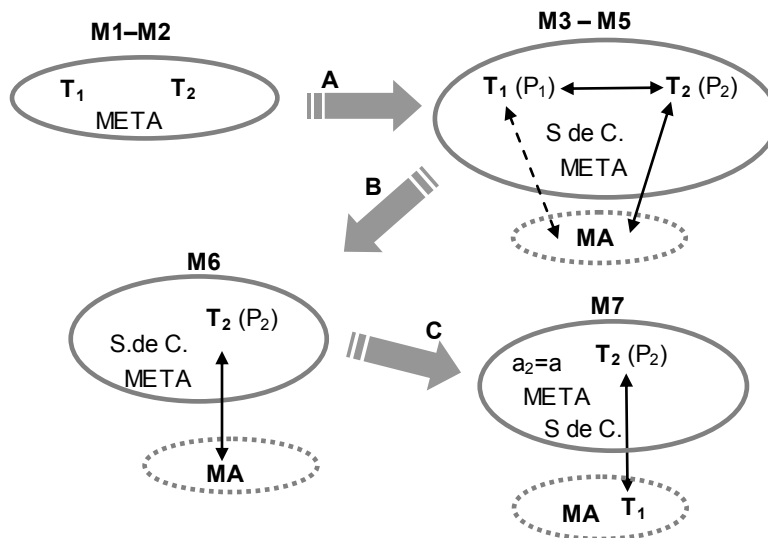 M1–M2
T₁ T₂
META
A
M3 – M5
T₁ (P₁) T₂ (P₂)
S de C.
META
MA
B
M6
T₂ (P₂)
S.de C.
META
MA
C
M7
a₂=a T₂ (P₂)
META
S de C.
MA T₁